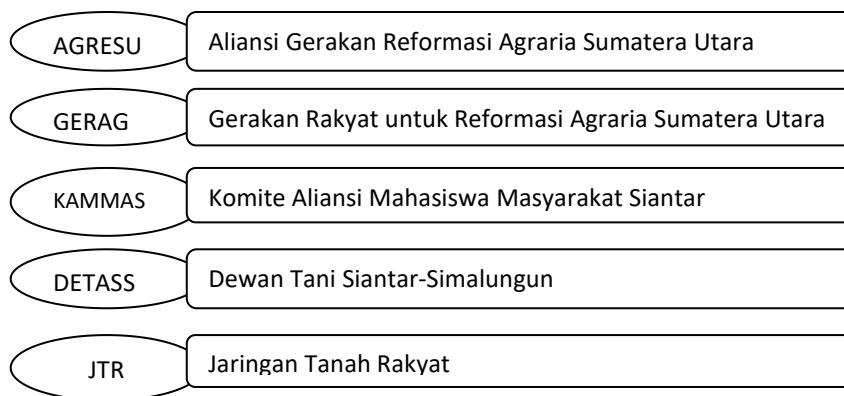 AGRESU Aliansi Gerakan Reformasi Agraria Sumatera Utara
GERAG Gerakan Rakyat untuk Reformasi Agraria Sumatera Utara
KAMMAS Komite Aliansi Mahasiswa Masyarakat Siantar
DETASS Dewan Tani Siantar-Simalungun
JTR Jaringan Tanah Rakyat